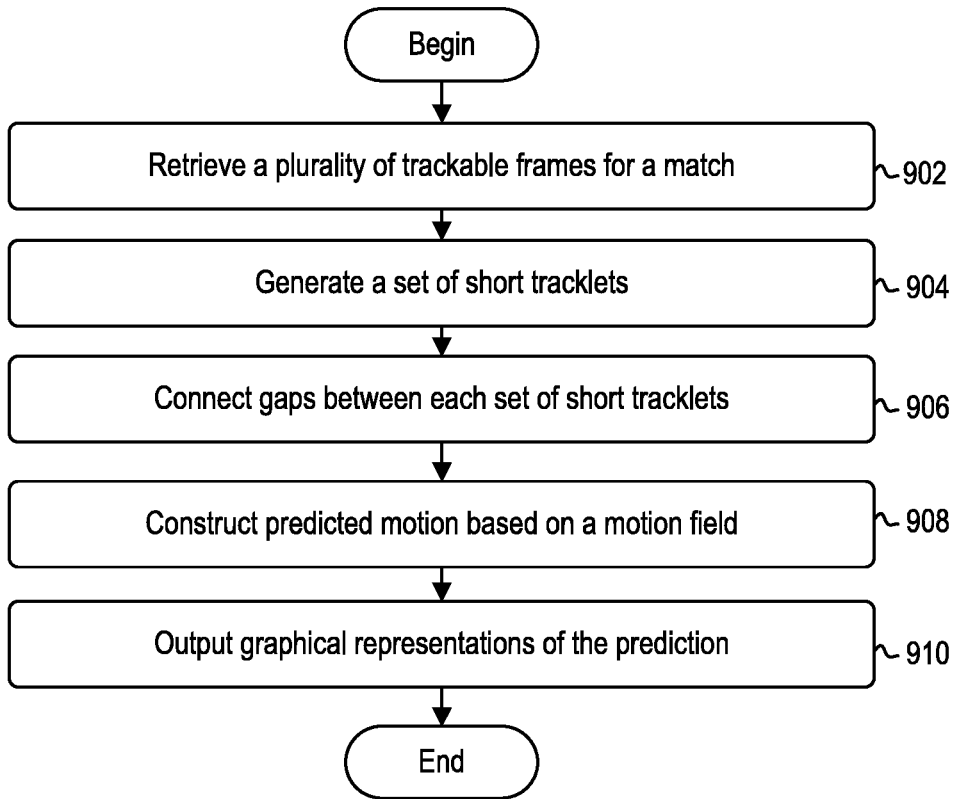 Begin
Retrieve a plurality of trackable frames for a match
902
Generate a set of short tracklets
904
Connect gaps between each set of short tracklets
906
Construct predicted motion based on a motion field
908
Output graphical representations of the prediction
910
End